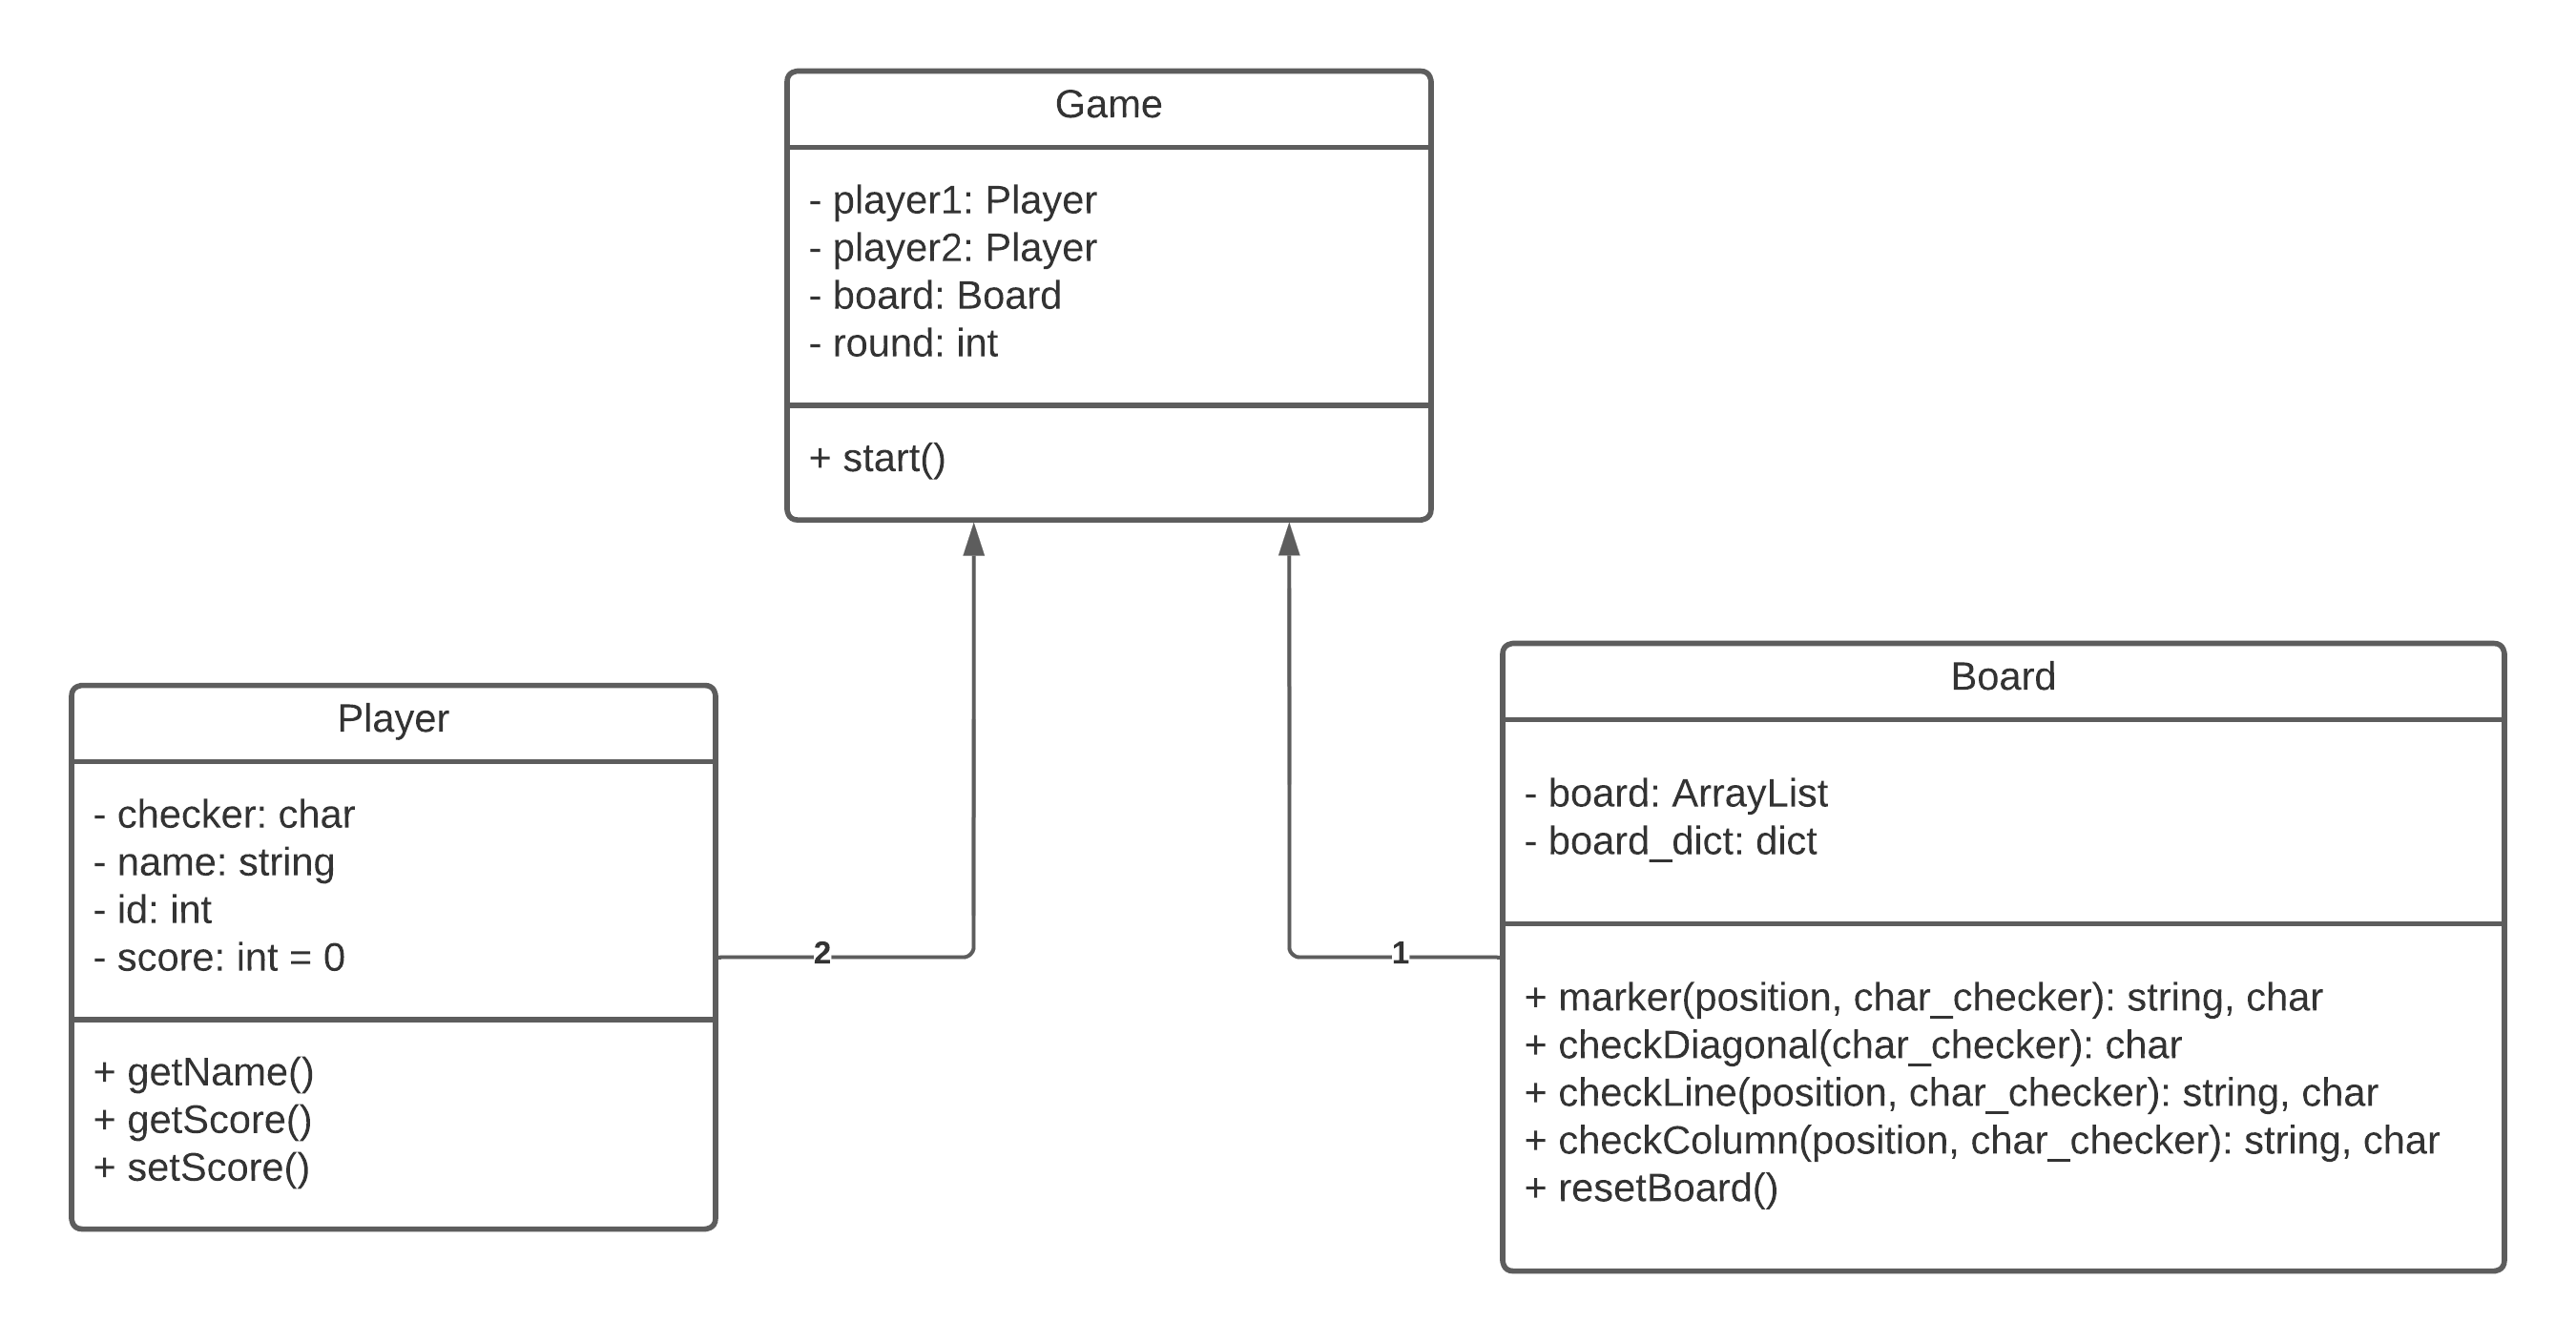 Game
- player1: Player
- player2: Player
- board: Board
- round: int
+ start()
Player
- checker: char
- name: string
- id: int
- score: int = 0
+ getName()
+ getScore()
+ setScore()
2
1
Board
- board: ArrayList
- board_dict: dict
+ marker(position, char_checker): string, char
+ checkDiagonal(char_checker): char
+ checkLine(position, char_checker): string, char
+ checkColumn(position, char_checker): string, char
+ resetBoard()